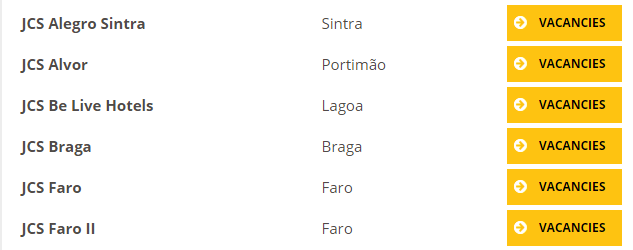 JCS Alegro Sintra Sintra VACANCIES
JCS Alvor Portimão VACANCIES
JCS Be Live Hotels Lagoa VACANCIES
JCS Braga Braga VACANCIES
JCS Faro Faro VACANCIES
JCS Faro II Faro VACANCIES